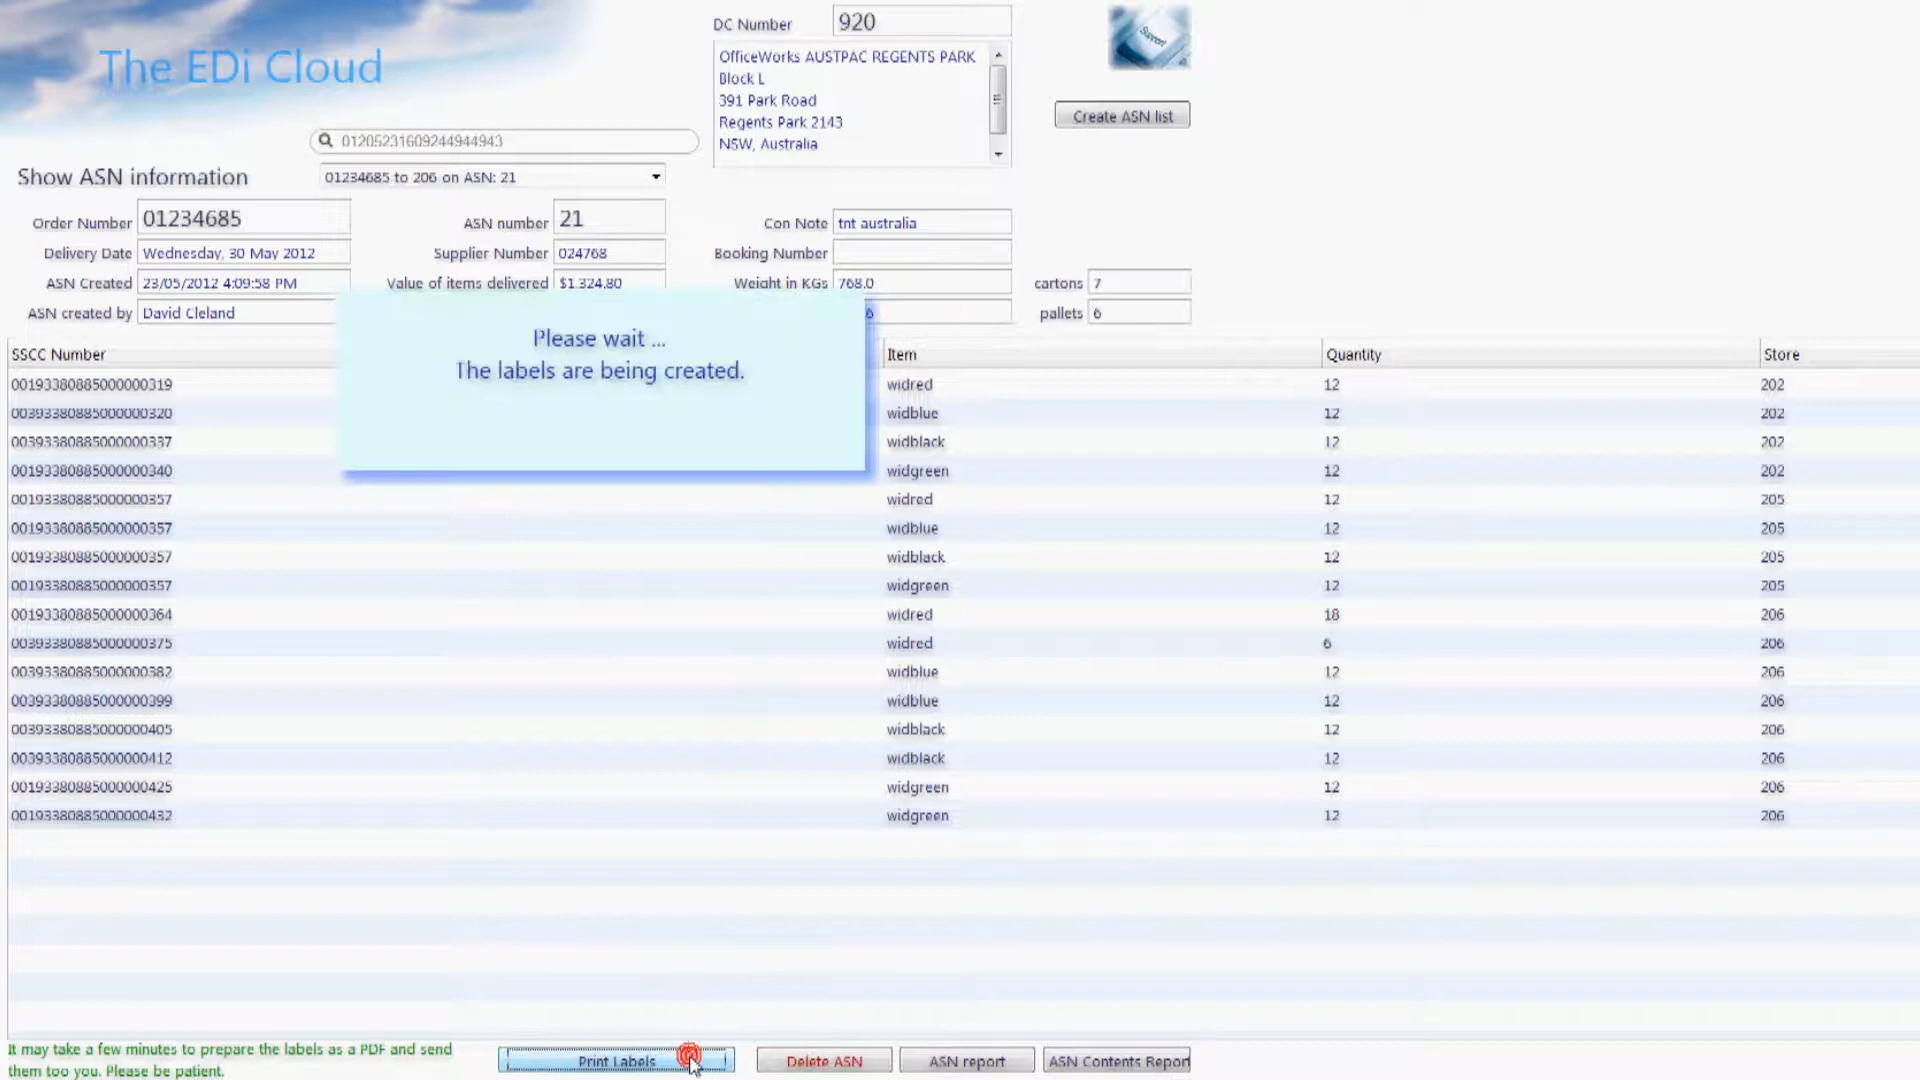 The EDi Cloud
DC Number 920
OfficeWorks AUSTPAC REGENTS PARK
Block L
391 Park Road
Regents Park 2143
NSW, Australia
Support
Create ASN list
01205231609244944943
Show ASN information
01234685 to 206 on ASN: 21
Order Number 01234685 ASN number 21 Con Note tnt australia
Delivery Date Wednesday, 30 May 2012 Supplier Number 024768 Booking Number
ASN Created 23/05/2012 4:09:58 PM Value of items delivered $1,324.80 Weight in KGs 768.0 cartons 7
ASN created by David Cleland 6 pallets 6
Please wait ...
The labels are being created.
SSCC Number Item Quantity Store
00193380885000000319 widred 12 202
00393380885000000320 widblue 12 202
00393380885000000337 widblack 12 202
00193380885000000340 widgreen 12 202
00193380885000000357 widred 12 205
00193380885000000357 widblue 12 205
00193380885000000357 widblack 12 205
00193380885000000357 widgreen 12 205
00193380885000000364 widred 18 206
00393380885000000375 widred 6 206
00393380885000000382 widblue 12 206
00393380885000000399 widblue 12 206
00393380885000000405 widblack 12 206
00393380885000000412 widblack 12 206
00193380885000000425 widgreen 12 206
00193380885000000432 widgreen 12 206
It may take a few minutes to prepare the labels as a PDF and send
them too you. Please be patient.
Print Labels Delete ASN ASN report ASN Contents Report